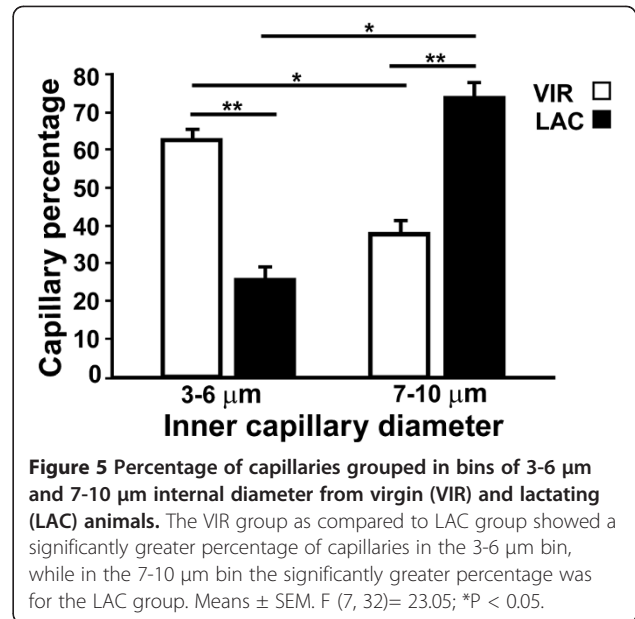 *
*
**
**
80
70
60
50
40
30
20
10
0
Capillary percentage
VIR
LAC
3-6 μm
7-10 μm
Inner capillary diameter
Figure 5 Percentage of capillaries grouped in bins of 3-6 μm
and 7-10 μm internal diameter from virgin (VIR) and lactating
(LAC) animals. The VIR group as compared to LAC group showed a
significantly greater percentage of capillaries in the 3-6 μm bin,
while in the 7-10 μm bin the significantly greater percentage was
for the LAC group. Means ± SEM. F (7, 32)= 23.05; *P < 0.05.